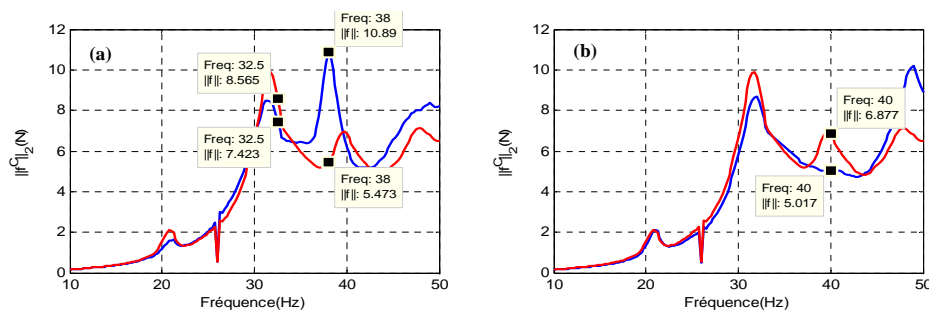 (a)
Freq: 38
||f||: 10.89
Freq: 32.5
||f||: 8.565
Freq: 32.5
||f||: 7.423
Freq: 38
||f||: 5.473
12
10
8
6
4
2
0
||f^C||_2(N)
10
20
30
40
50
Fréquence(Hz)
(b)
Freq: 40
||f||: 6.877
Freq: 40
||f||: 5.017
12
10
8
6
4
2
0
||f^C||_2(N)
10
20
30
40
50
Fréquence(Hz)